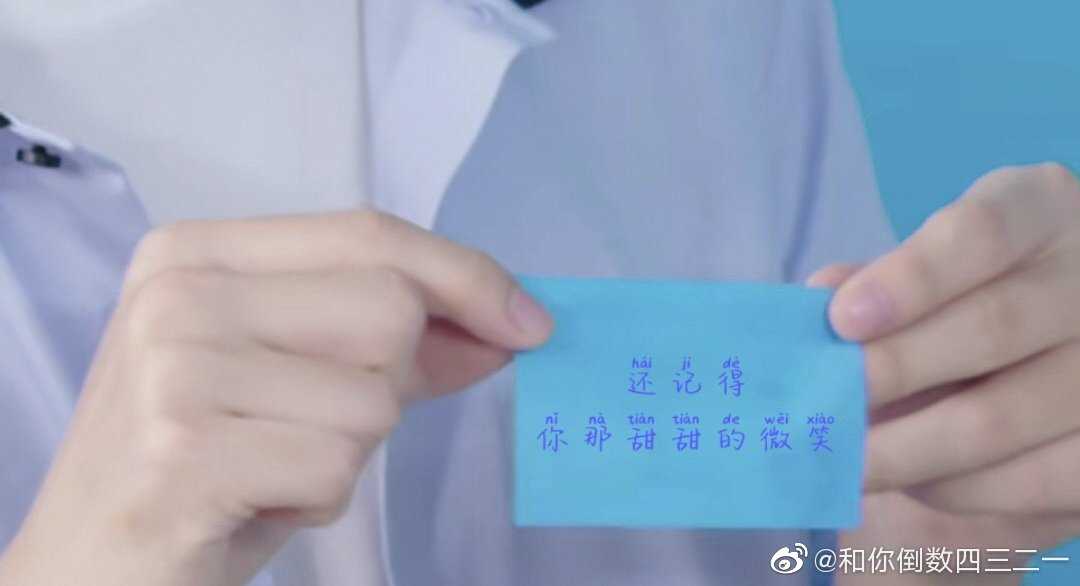 hái jì dé
还记得
nǐ nà tián tián de wēi xiào
你那甜甜的微笑
@和你倒数四三二一